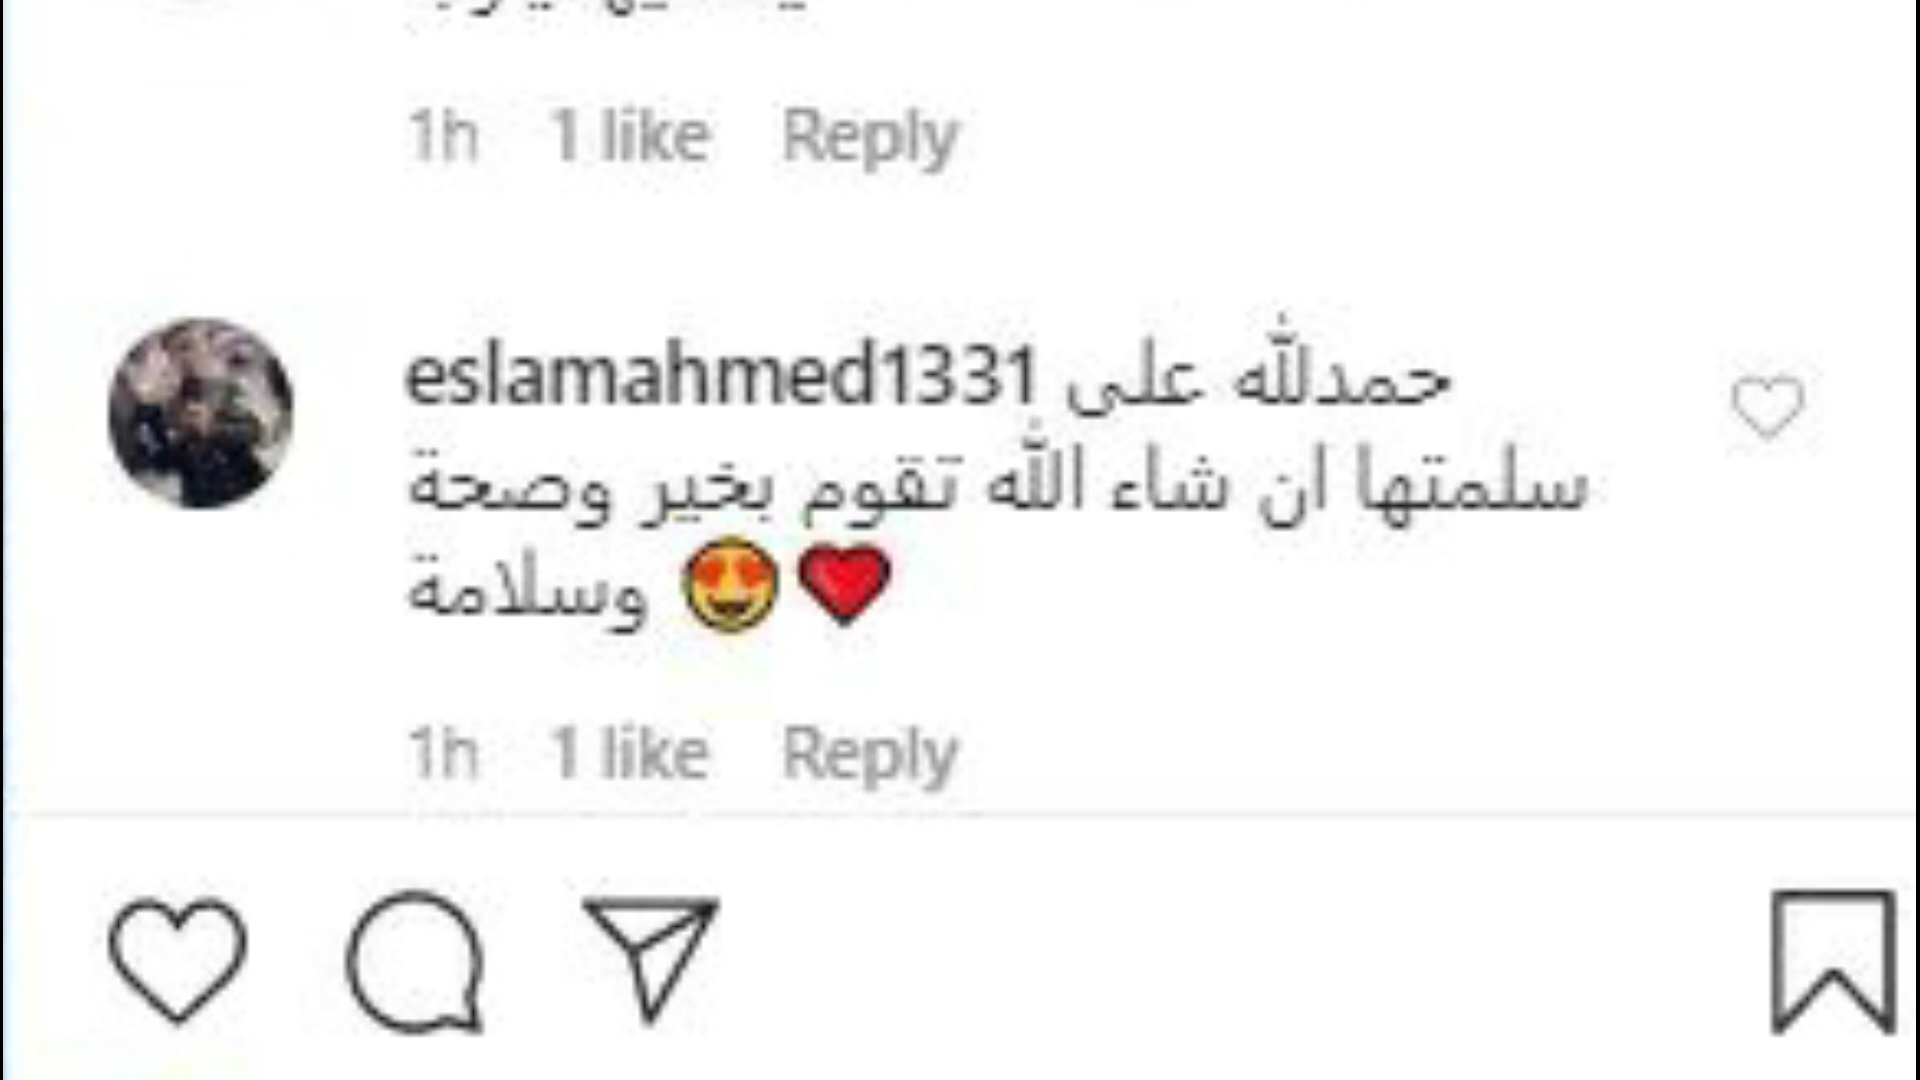 1h 1 like Reply
eslamahmed1331 حمدلله على
سلمتها ان شاء الله تقوم بخير وصحة
وسلامة 😍❤️
1h 1 like Reply